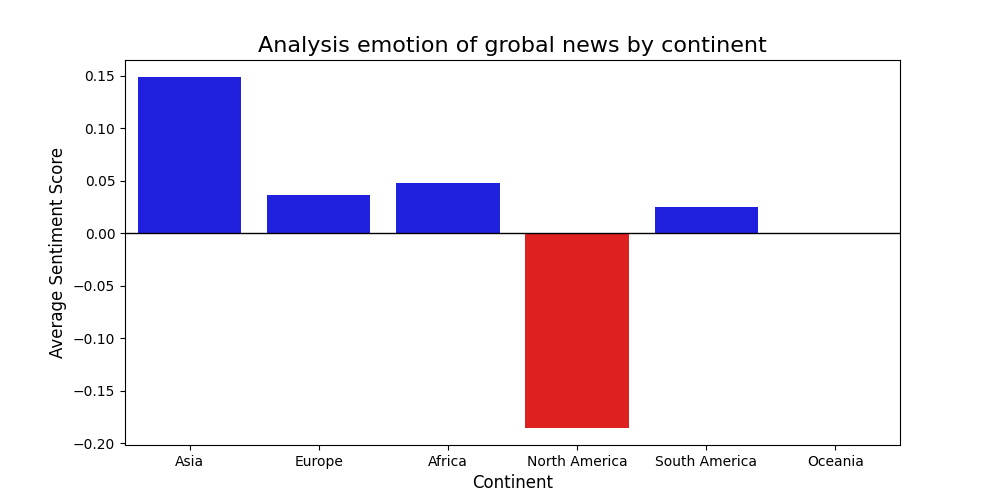 Analysis emotion of grobal news by continent
Average Sentiment Score
0.15
0.10
0.05
0.00
−0.05
−0.10
−0.15
−0.20
Asia
Europe
Africa
North America
South America
Oceania
Continent